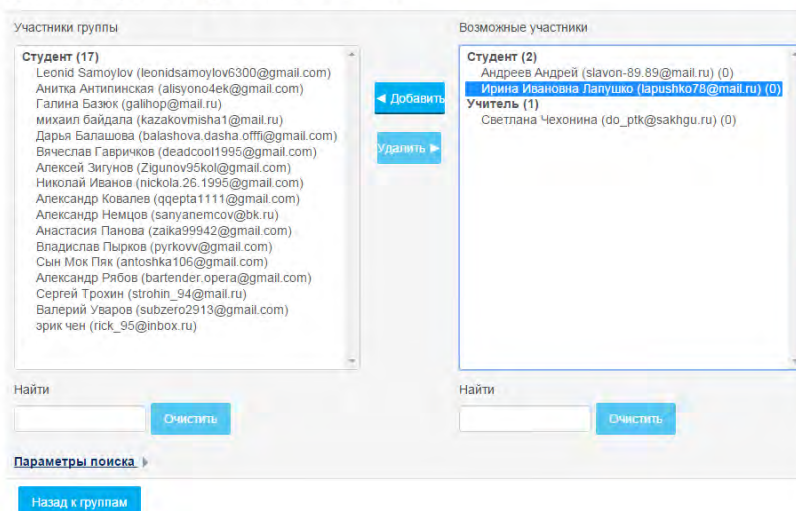 Участники группы
Студент (17)
Leonid Samoylov (leonidsamoylov6300@gmail.com)
Анитка Антипинская (alisyono4ek@gmail.com)
Галина Базюк (galihop@mail.ru)
михаил байдала (kazakovmisha1@mail.ru)
Дарья Балашова (balashova.dasha.offfi@gmail.com)
Вячеслав Гавричков (deadcool1995@gmail.com)
Алексей Зигунов (Zigunov95kol@gmail.com)
Николай Иванов (nickola.26.1995@gmail.com)
Александр Ковалев (qqepta1111@gmail.com)
Александр Немцов (sanyanemcov@bk.ru)
Анастасия Панова (zaika99942@gmail.com)
Владислав Пырков (pyrkovv@gmail.com)
Сын Мок Пяк (antoshka106@gmail.com)
Александр Рябов (bartender.opera@gmail.com)
Сергей Трохин (strohin_94@mail.ru)
Валерий Уваров (subzero2913@gmail.com)
эрик чен (rick_95@inbox.ru)
Найти
Очистить
◄ Добавить
Удалить ►
Возможные участники
Студент (2)
Андреев Андрей (slavon-89.89@mail.ru) (0)
Ирина Ивановна Лапушко (lapushko78@mail.ru) (0)
Учитель (1)
Светлана Чехонина (do_ptk@sakhgu.ru) (0)
Найти
Очистить
Параметры поиска
Назад к группам